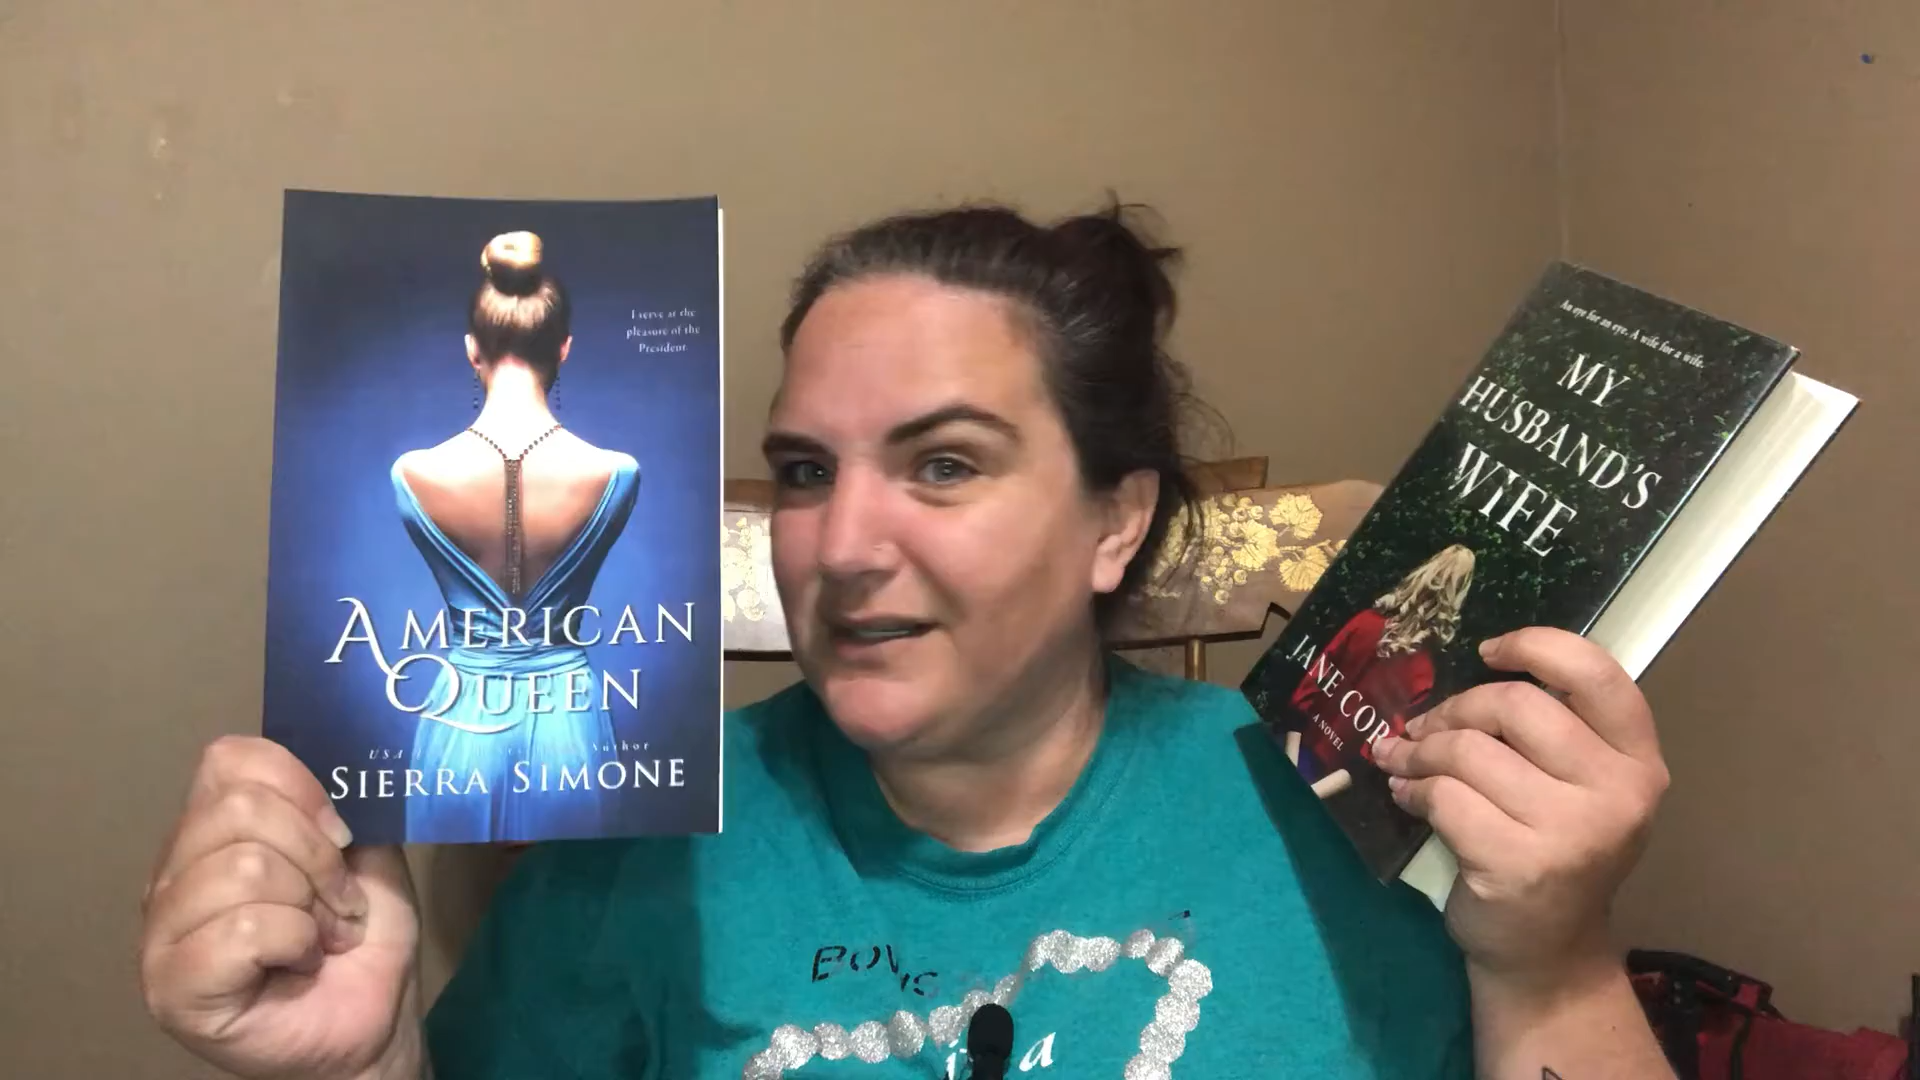 I serve at the
pleasure of the
President.
AMERICAN
QUEEN
USA
Author
SIERRA SIMONE
An eye for an eye. A wife for a wife.
MY
HUSBAND'S
WIFE
JANE COR
A NOVEL
a